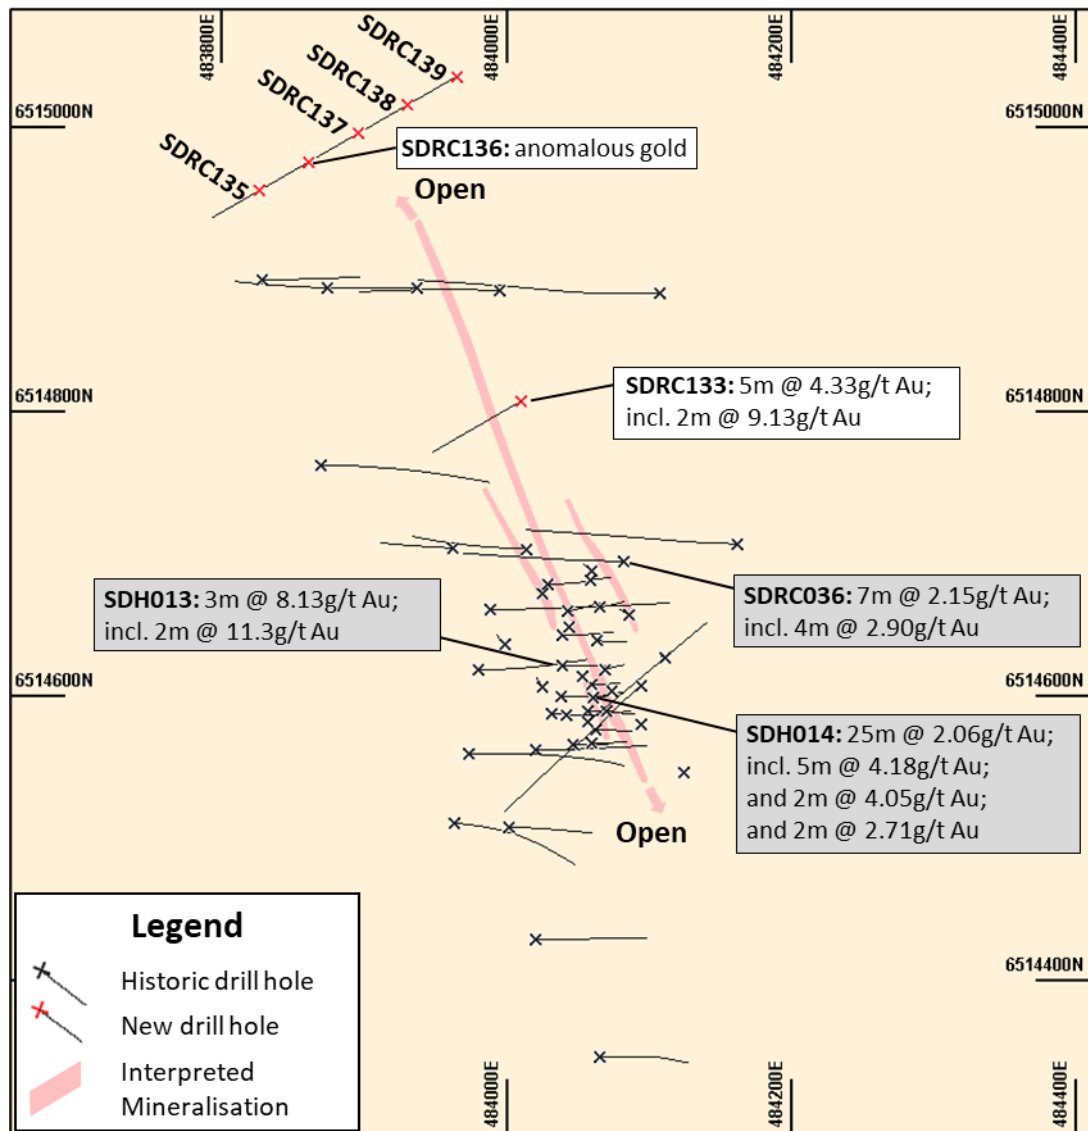 483800E
484000E
484200E
484400E
SDRC139
SDRC138
SDRC137
SDRC135
6515000N
6515000N
SDRC136: anomalous gold
Open
6514800N
6514800N
SDRC133: 5m @ 4.33g/t Au;
incl. 2m @ 9.13g/t Au
SDH013: 3m @ 8.13g/t Au;
incl. 2m @ 11.3g/t Au
SDRC036: 7m @ 2.15g/t Au;
incl. 4m @ 2.90g/t Au
6514600N
6514600N
SDH014: 25m @ 2.06g/t Au;
incl. 5m @ 4.18g/t Au;
and 2m @ 4.05g/t Au;
and 2m @ 2.71g/t Au
Open
Legend
Historic drill hole
New drill hole
Interpreted
Mineralisation
6514400N
484000E
484200E
484400E